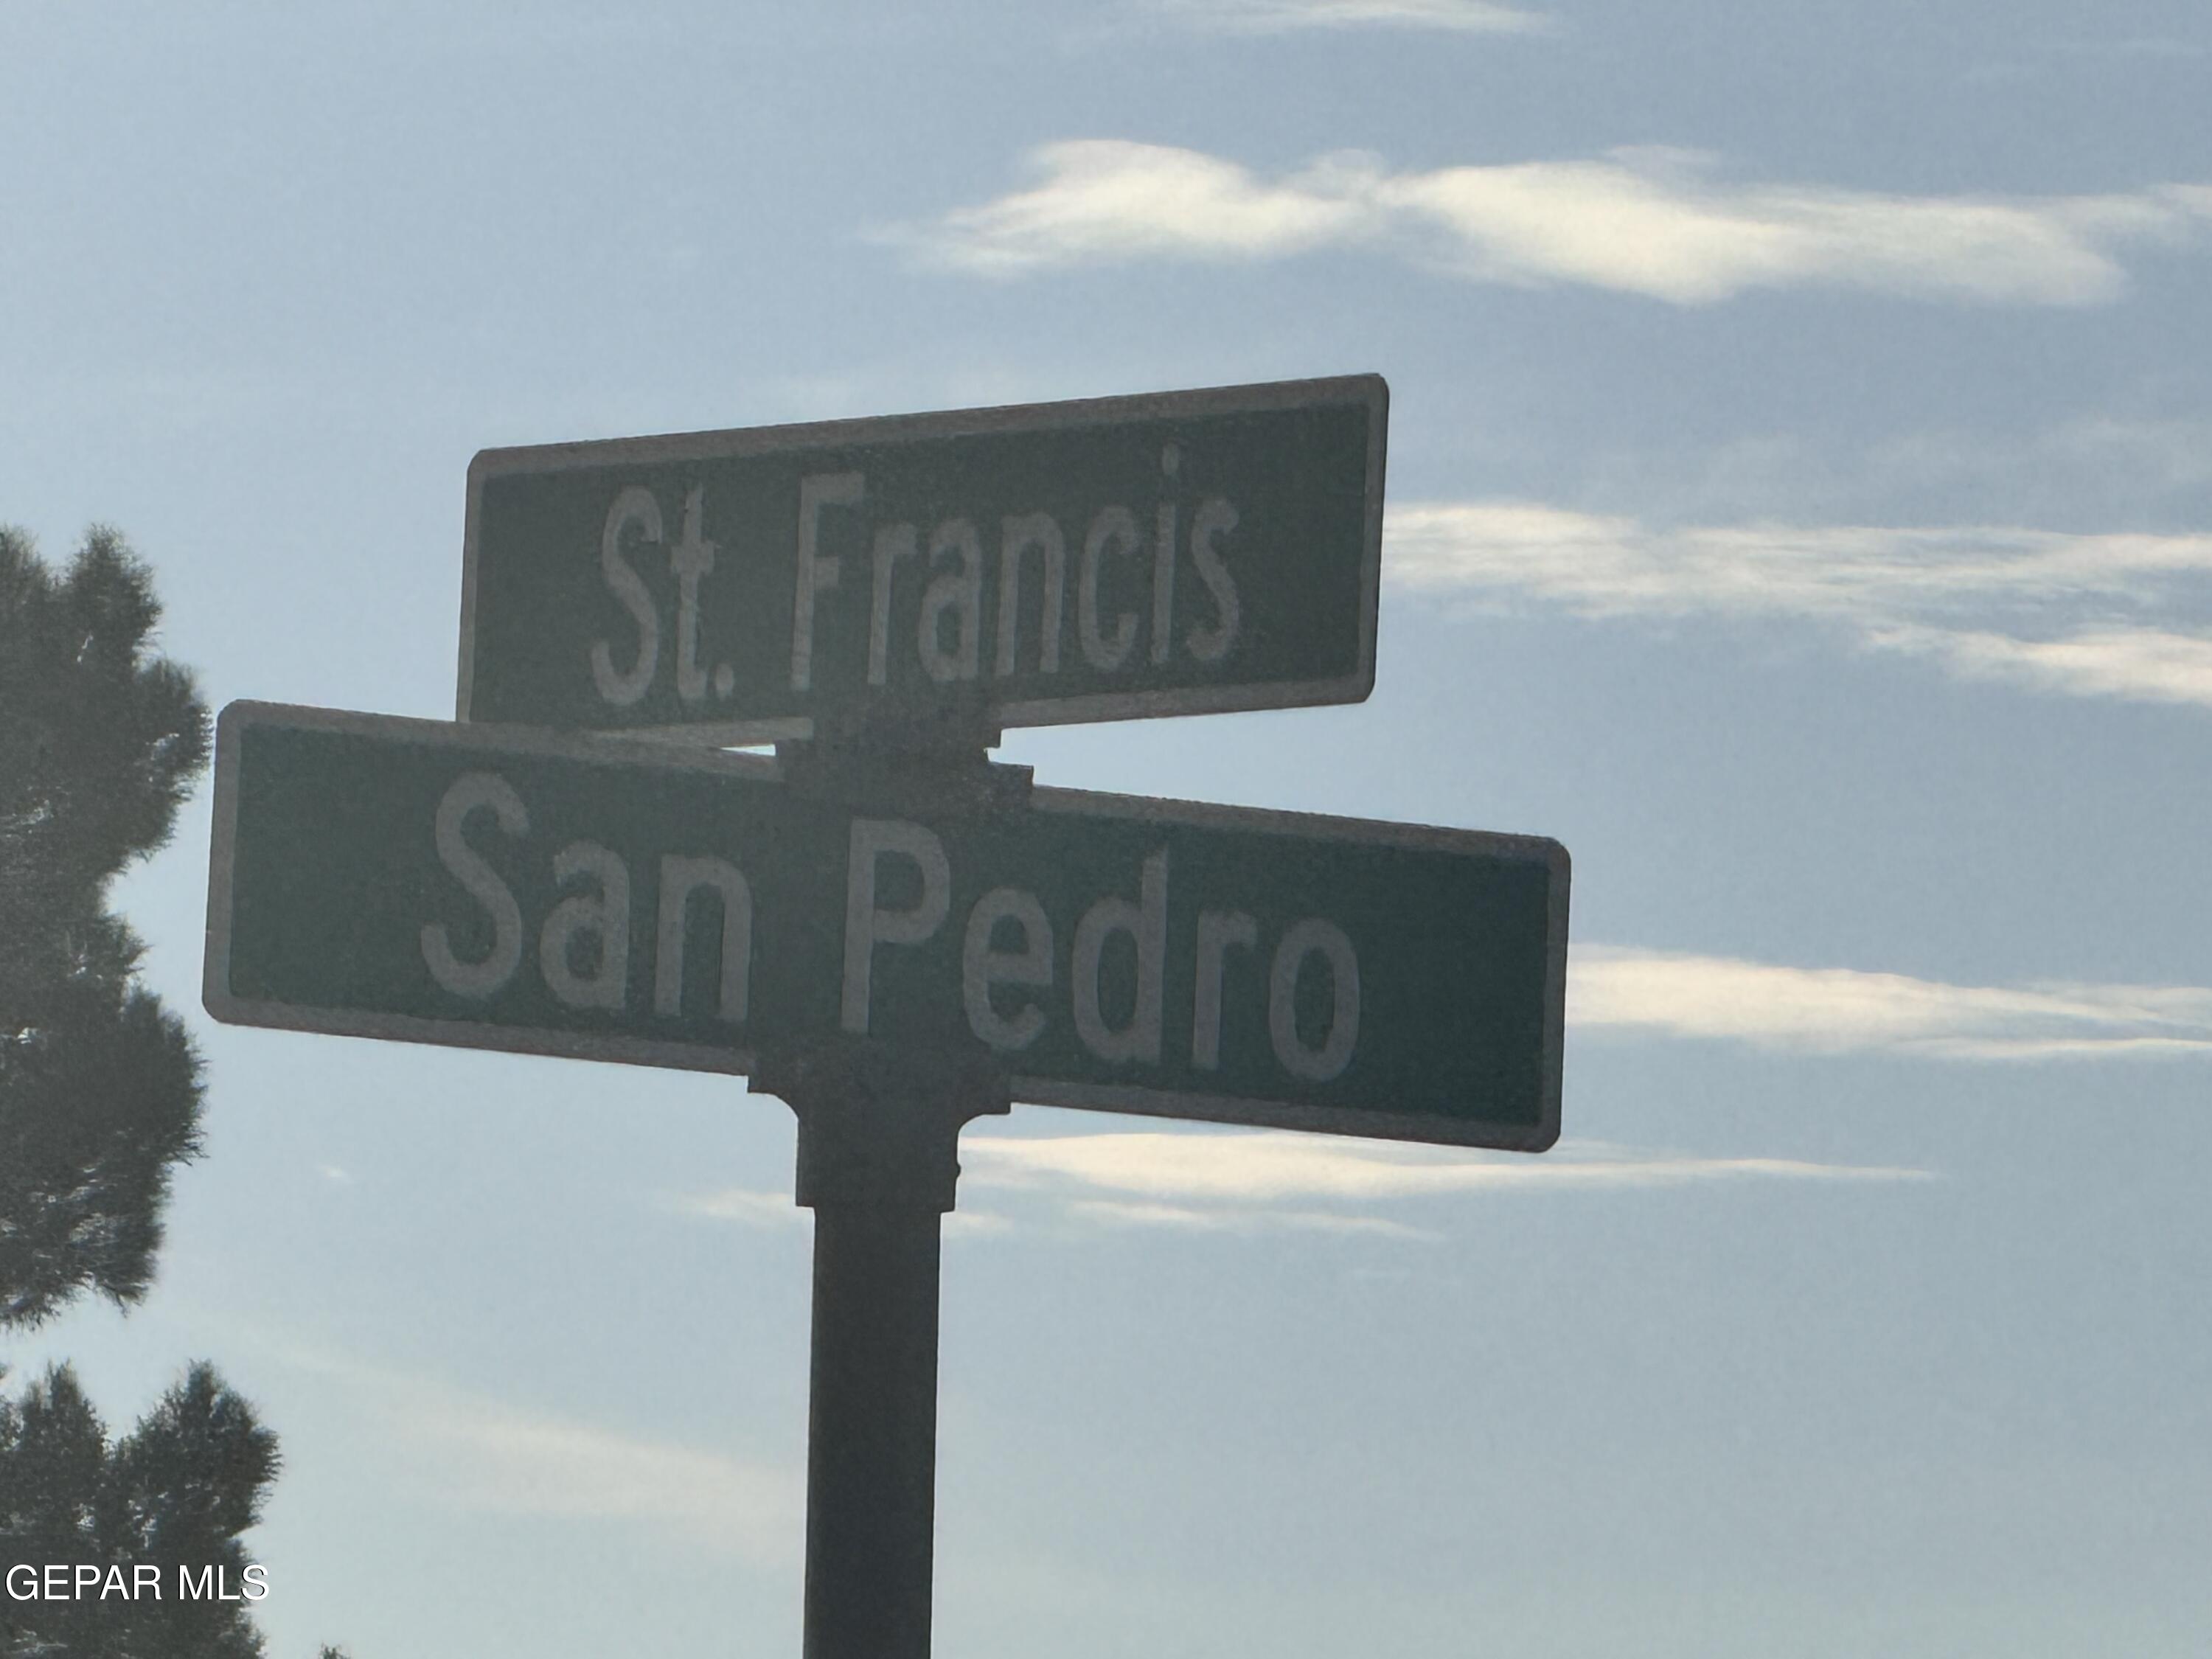 St. Francis
San Pedro
GEPAR MLS